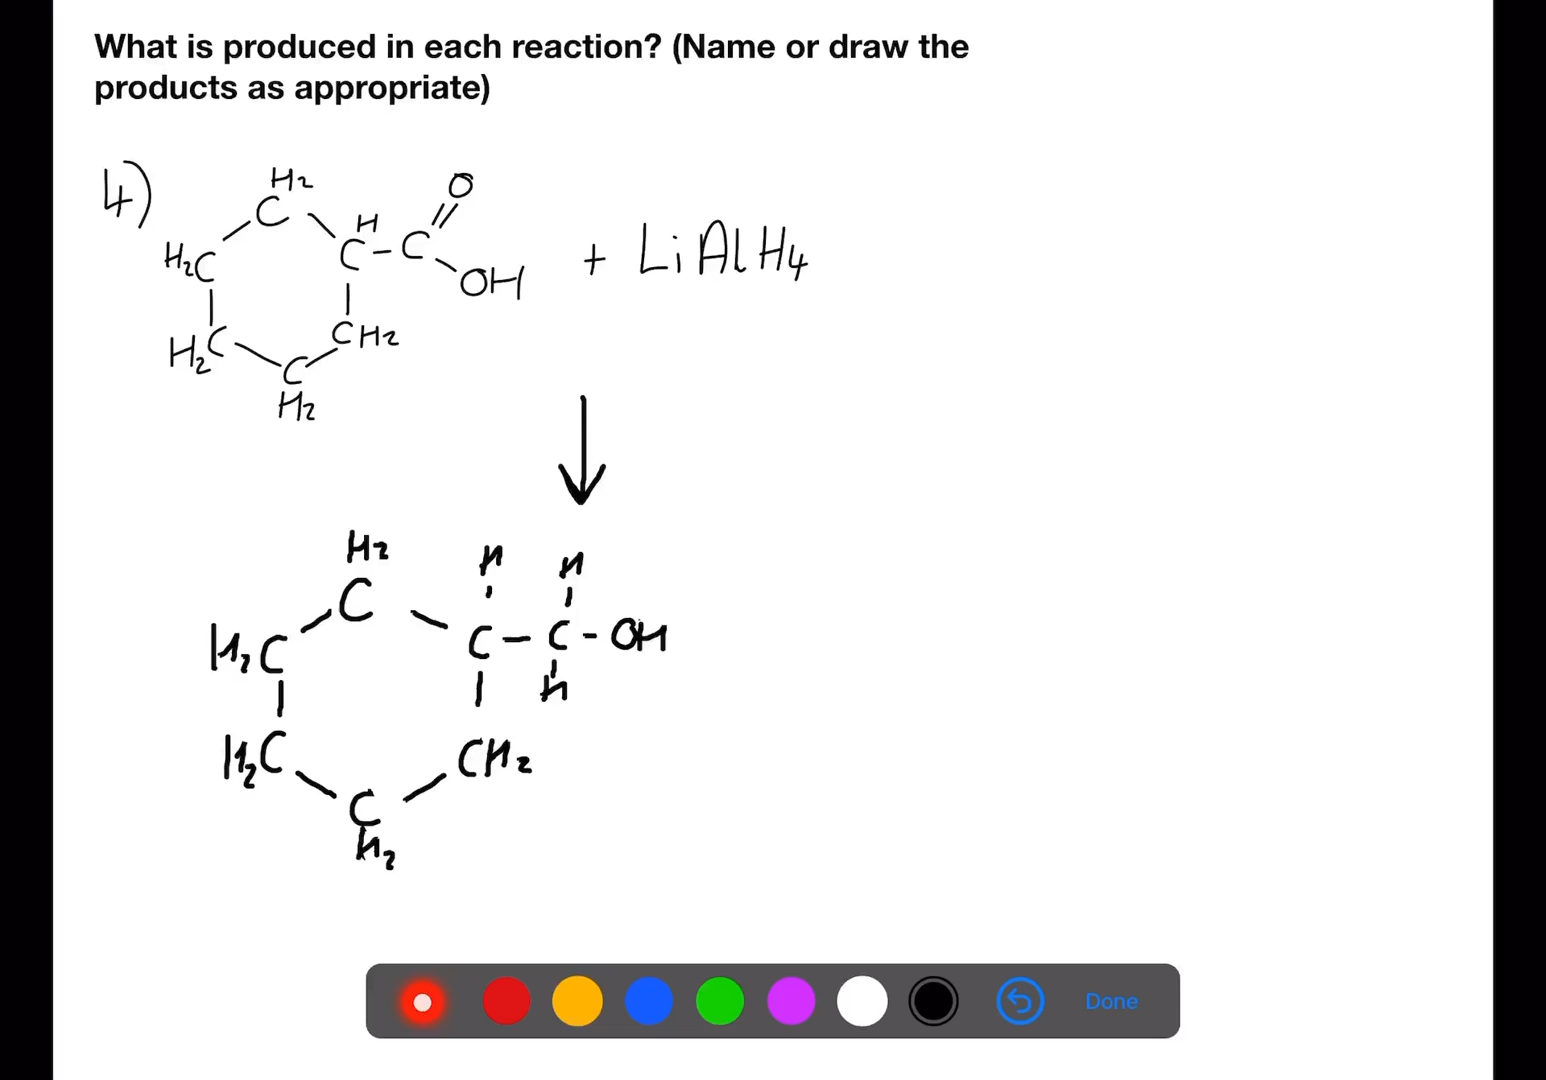 What is produced in each reaction? (Name or draw the
products as appropriate)
4)
H2
C
H
C-C
O
OH
H2C
H2C
C
H2
CH2
+ LiAlH4
H2
C
H2C
H H
C-C-OH
H
H2C
CH2
C
H2
Done